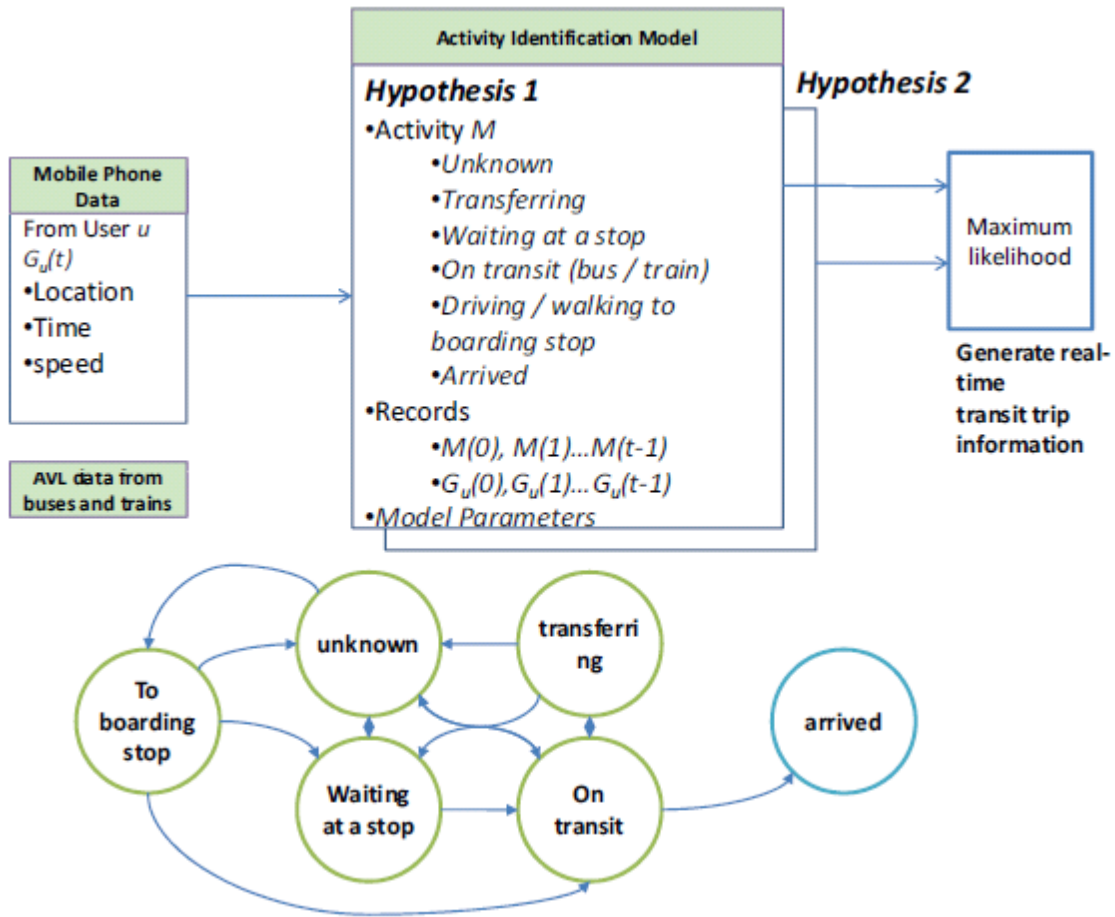 Activity Identification Model
Hypothesis 1
•Activity M
•Unknown
•Transferring
•Waiting at a stop
•On transit (bus / train)
•Driving / walking to
boarding stop
•Arrived
•Records
•M(0), M(1)...M(t-1)
•Gu(0),Gu(1)...Gu(t-1)
•Model Parameters
Hypothesis 2
Mobile Phone
Data
From User u
Gu(t)
•Location
•Time
•speed
AVL data from
buses and trains
Maximum
likelihood
Generate real-
time
transit trip
information
unknown
transferri
ng
To
boarding
stop
arrived
Waiting
at a stop
On
transit